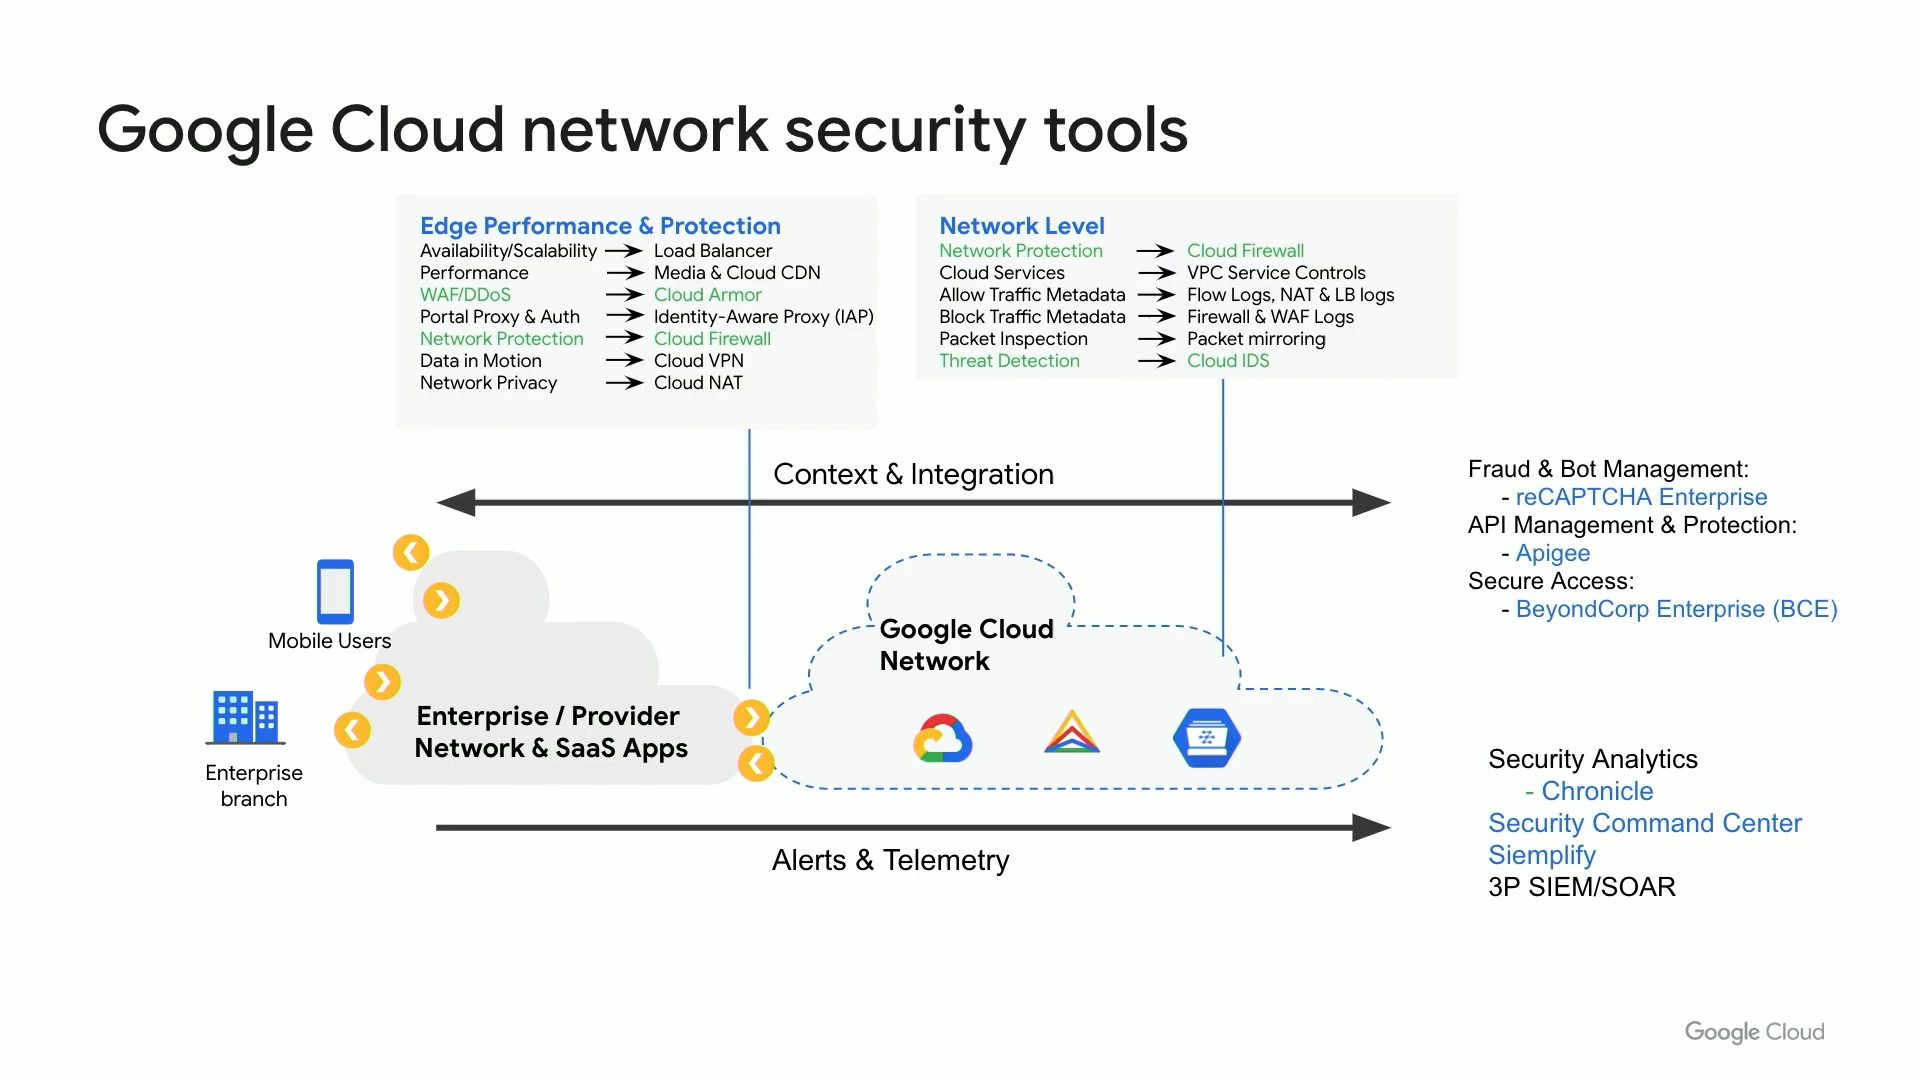 Google Cloud network security tools
Edge Performance & Protection
Availability/Scalability Load Balancer
Performance Media & Cloud CDN
WAF/DDoS Cloud Armor
Portal Proxy & Auth Identity-Aware Proxy (IAP)
Network Protection Cloud Firewall
Data in Motion Cloud VPN
Network Privacy Cloud NAT
Network Level
Network Protection Cloud Firewall
Cloud Services VPC Service Controls
Allow Traffic Metadata Flow Logs, NAT & LB logs
Block Traffic Metadata Firewall & WAF Logs
Packet Inspection Packet mirroring
Threat Detection Cloud IDS
Context & Integration
Fraud & Bot Management:
- reCAPTCHA Enterprise
API Management & Protection:
- Apigee
Secure Access:
- BeyondCorp Enterprise (BCE)
Mobile Users
Enterprise
branch
Enterprise / Provider
Network & SaaS Apps
Google Cloud
Network
Alerts & Telemetry
Security Analytics
- Chronicle
Security Command Center
Siemplify
3P SIEM/SOAR
Google Cloud